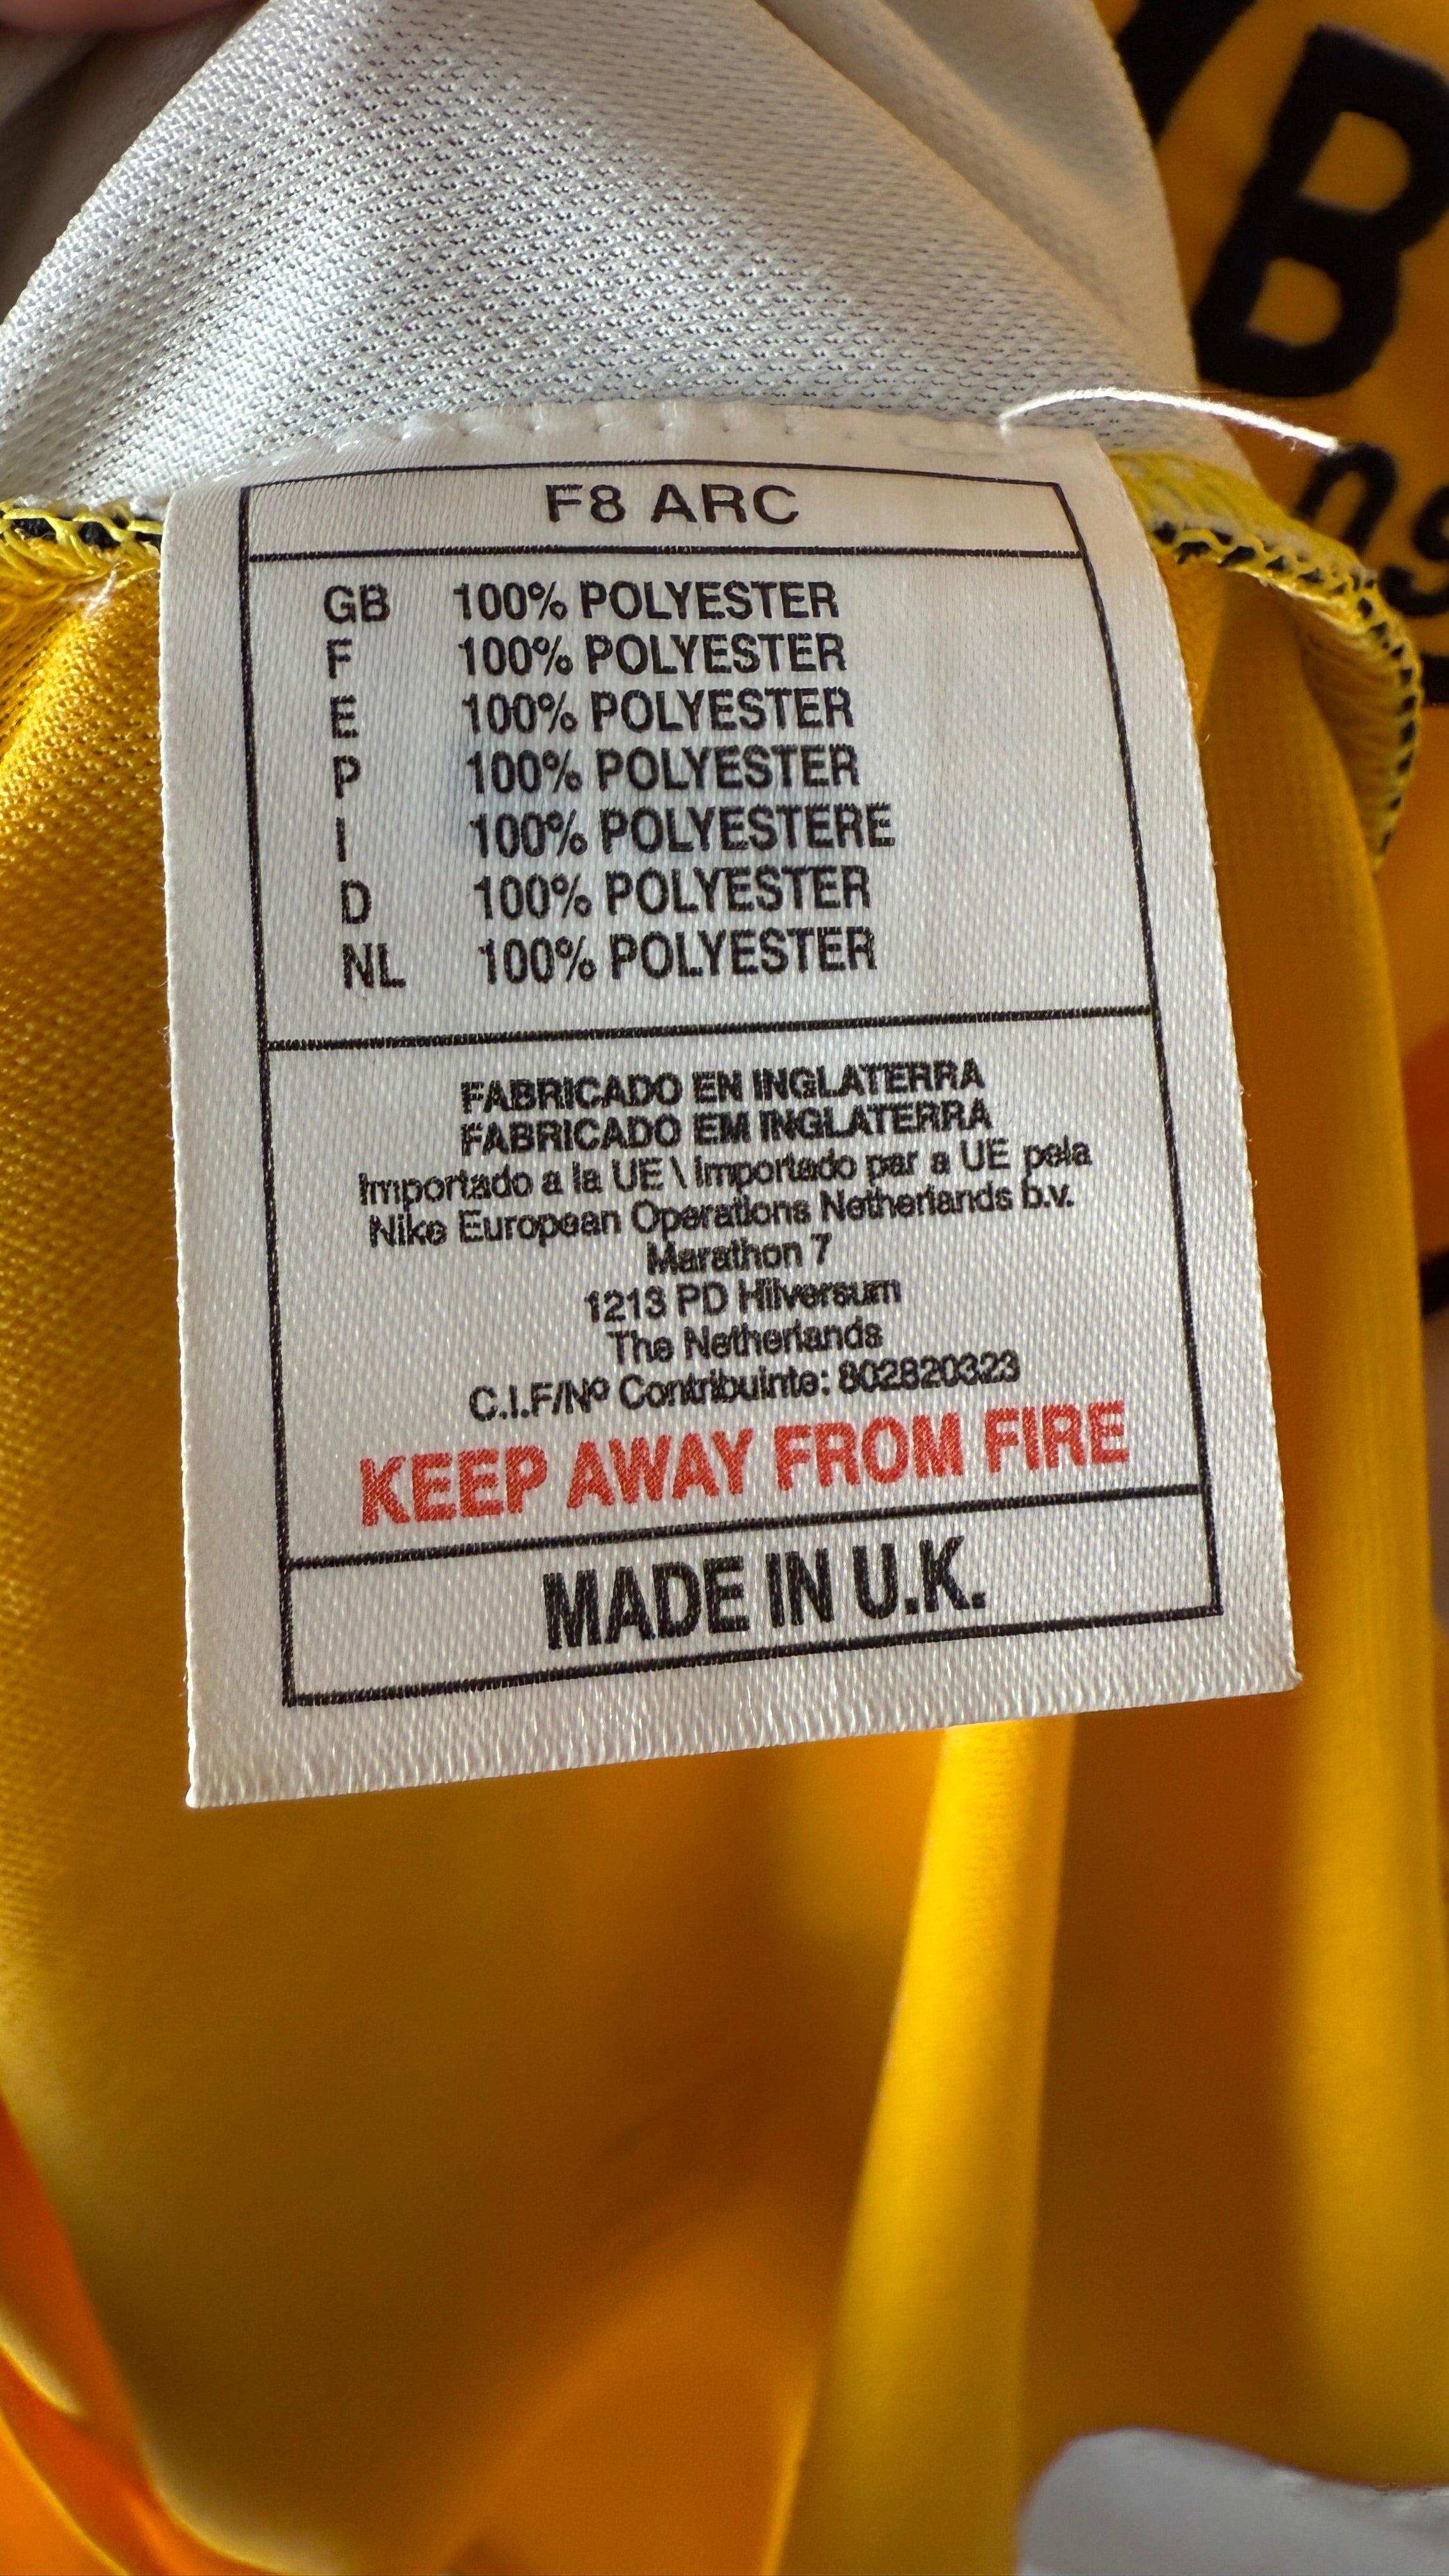 B
ng
F8 ARC
GB 100% POLYESTER
F 100% POLYESTER
E 100% POLYESTER
P 100% POLYESTER
I 100% POLYESTERE
D 100% POLYESTER
NL 100% POLYESTER
FABRICADO EN INGLATERRA
FABRICADO EM INGLATERRA
Importado a la UE \ Importado par a UE pela
Nike European Operations Netherlands b.v.
Marathon 7
1213 PD Hilversum
The Netherlands
C.I.F/Nº Contribuinte: 802820323
KEEP AWAY FROM FIRE
MADE IN U.K.